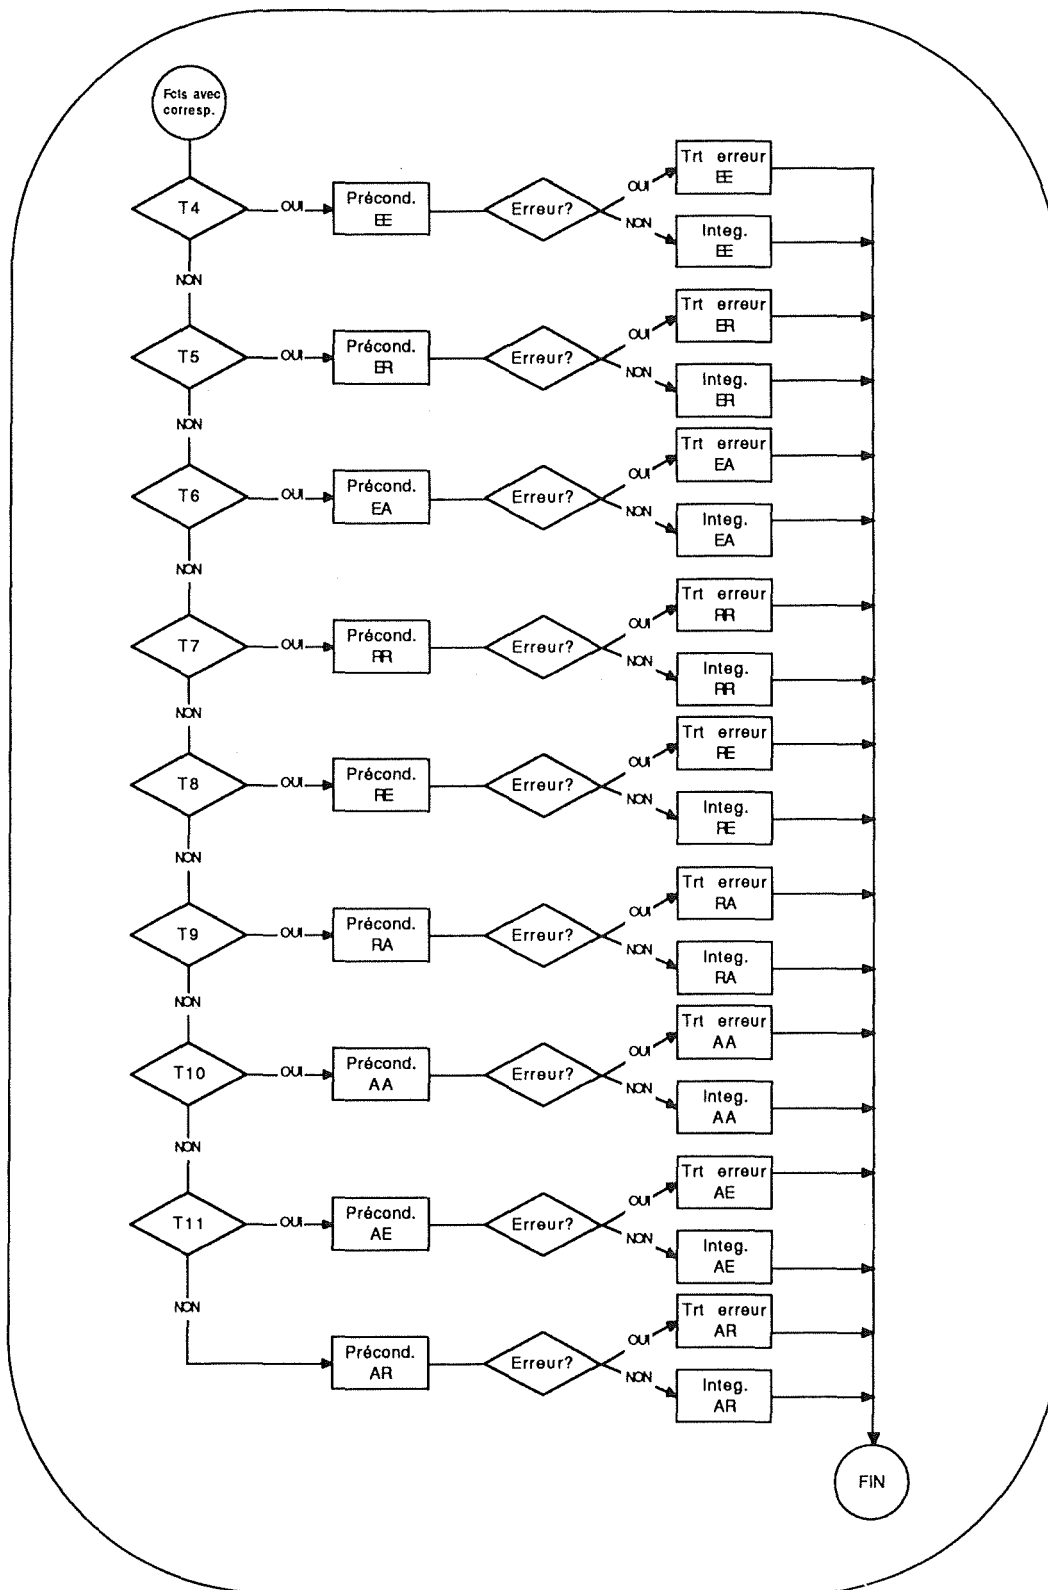 Fcts avec
corresp.
T4
OUI
Précond.
EE
Erreur?
OUI
Trt erreur
EE
NON
Integ.
EE
NON
T5
OUI
Précond.
ER
Erreur?
OUI
Trt erreur
ER
NON
Integ.
ER
NON
T6
OUI
Précond.
EA
Erreur?
OUI
Trt erreur
EA
NON
Integ.
EA
NON
T7
OUI
Précond.
RR
Erreur?
OUI
Trt erreur
RR
NON
Integ.
RR
NON
T8
OUI
Précond.
RE
Erreur?
OUI
Trt erreur
RE
NON
Integ.
RE
NON
T9
OUI
Précond.
RA
Erreur?
OUI
Trt erreur
RA
NON
Integ.
RA
NON
T10
OUI
Précond.
AA
Erreur?
OUI
Trt erreur
AA
NON
Integ.
AA
NON
T11
OUI
Précond.
AE
Erreur?
OUI
Trt erreur
AE
NON
Integ.
AE
NON
Précond.
AR
Erreur?
OUI
Trt erreur
AR
NON
Integ.
AR
FIN